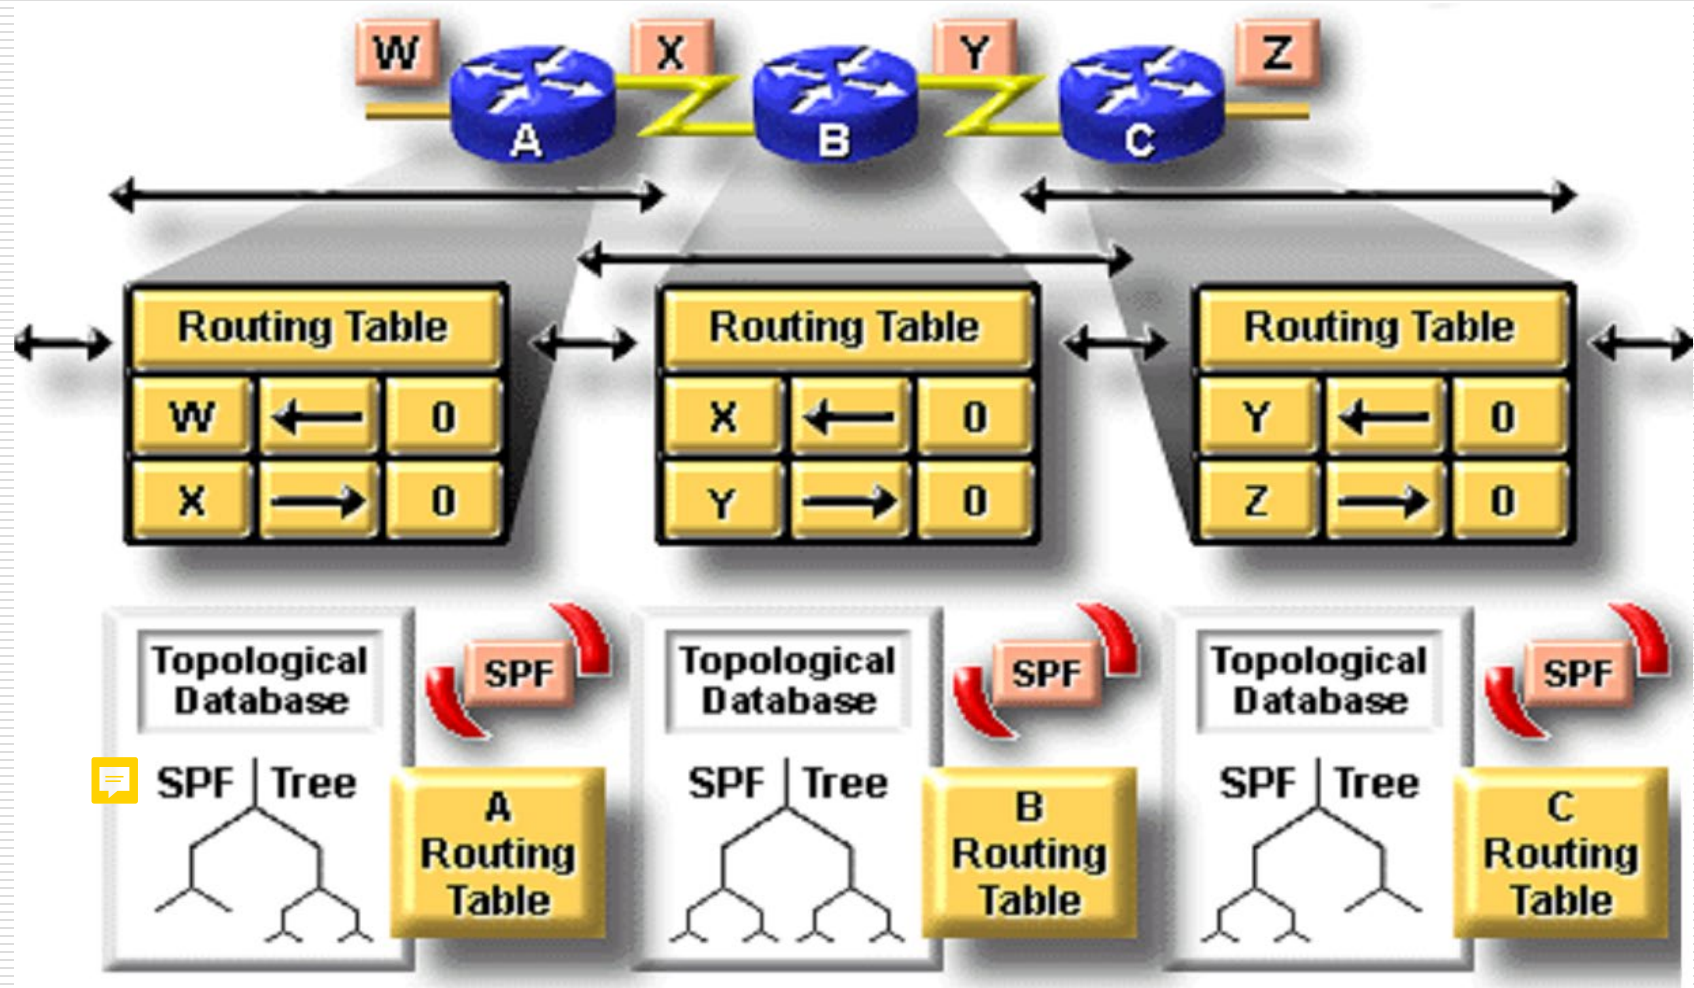 W
X
Y
Z
A
B
C
Routing Table
W 0
X 0
Routing Table
X 0
Y 0
Routing Table
Y 0
Z 0
Topological
Database
SPF
SPF Tree
A
Routing
Table
Topological
Database
SPF
SPF Tree
B
Routing
Table
Topological
Database
SPF
SPF Tree
C
Routing
Table